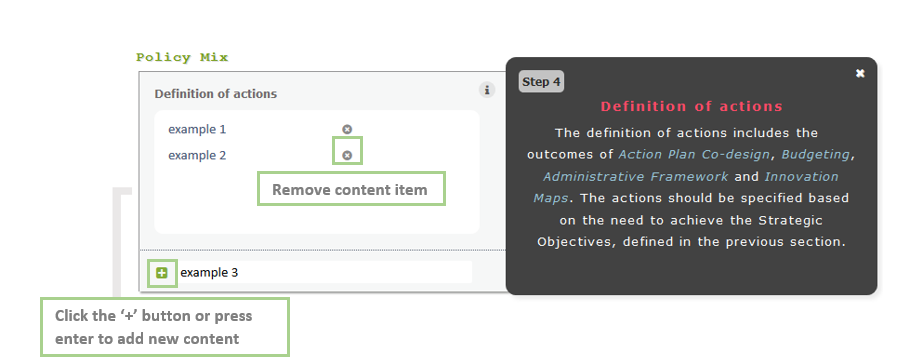 Policy Mix
Definition of actions
i
example 1
example 2
Remove content item
+ example 3
Click the ‘+’ button or press
enter to add new content
Step 4
Definition of actions
The definition of actions includes the
outcomes of Action Plan Co-design, Budgeting,
Administrative Framework and Innovation
Maps. The actions should be specified based
on the need to achieve the Strategic
Objectives, defined in the previous section.